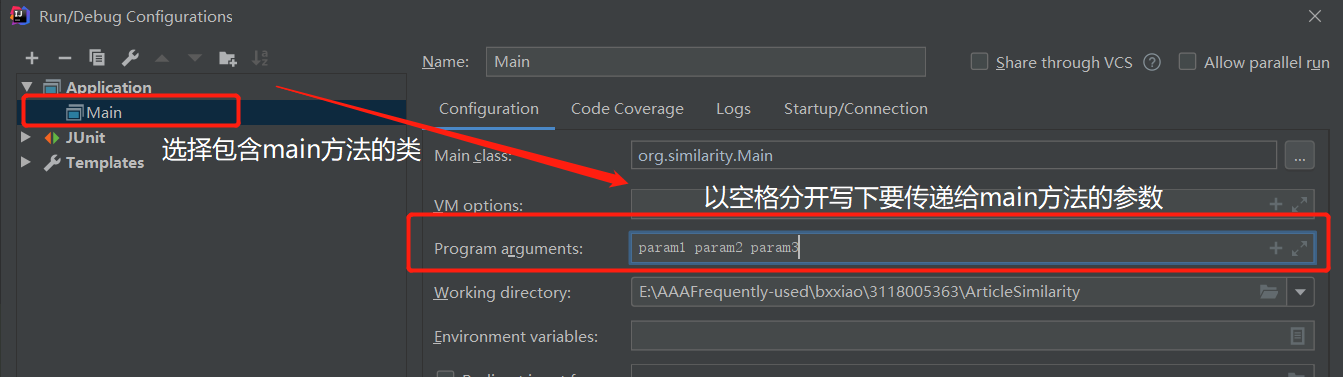 Run/Debug Configurations
Name: Main
Share through VCS ?
Allow parallel run
Application
Main
JUnit
Templates
选择包含main方法的类
Configuration Code Coverage Logs Startup/Connection
Main class: org.similarity.Main ...
以空格分开写下要传递给main方法的参数
VM options:
Program arguments: param1 param2 param3
Working directory: E:\AAAFrequently-used\bxxiao\3118005363\ArticleSimilarity
Environment variables: